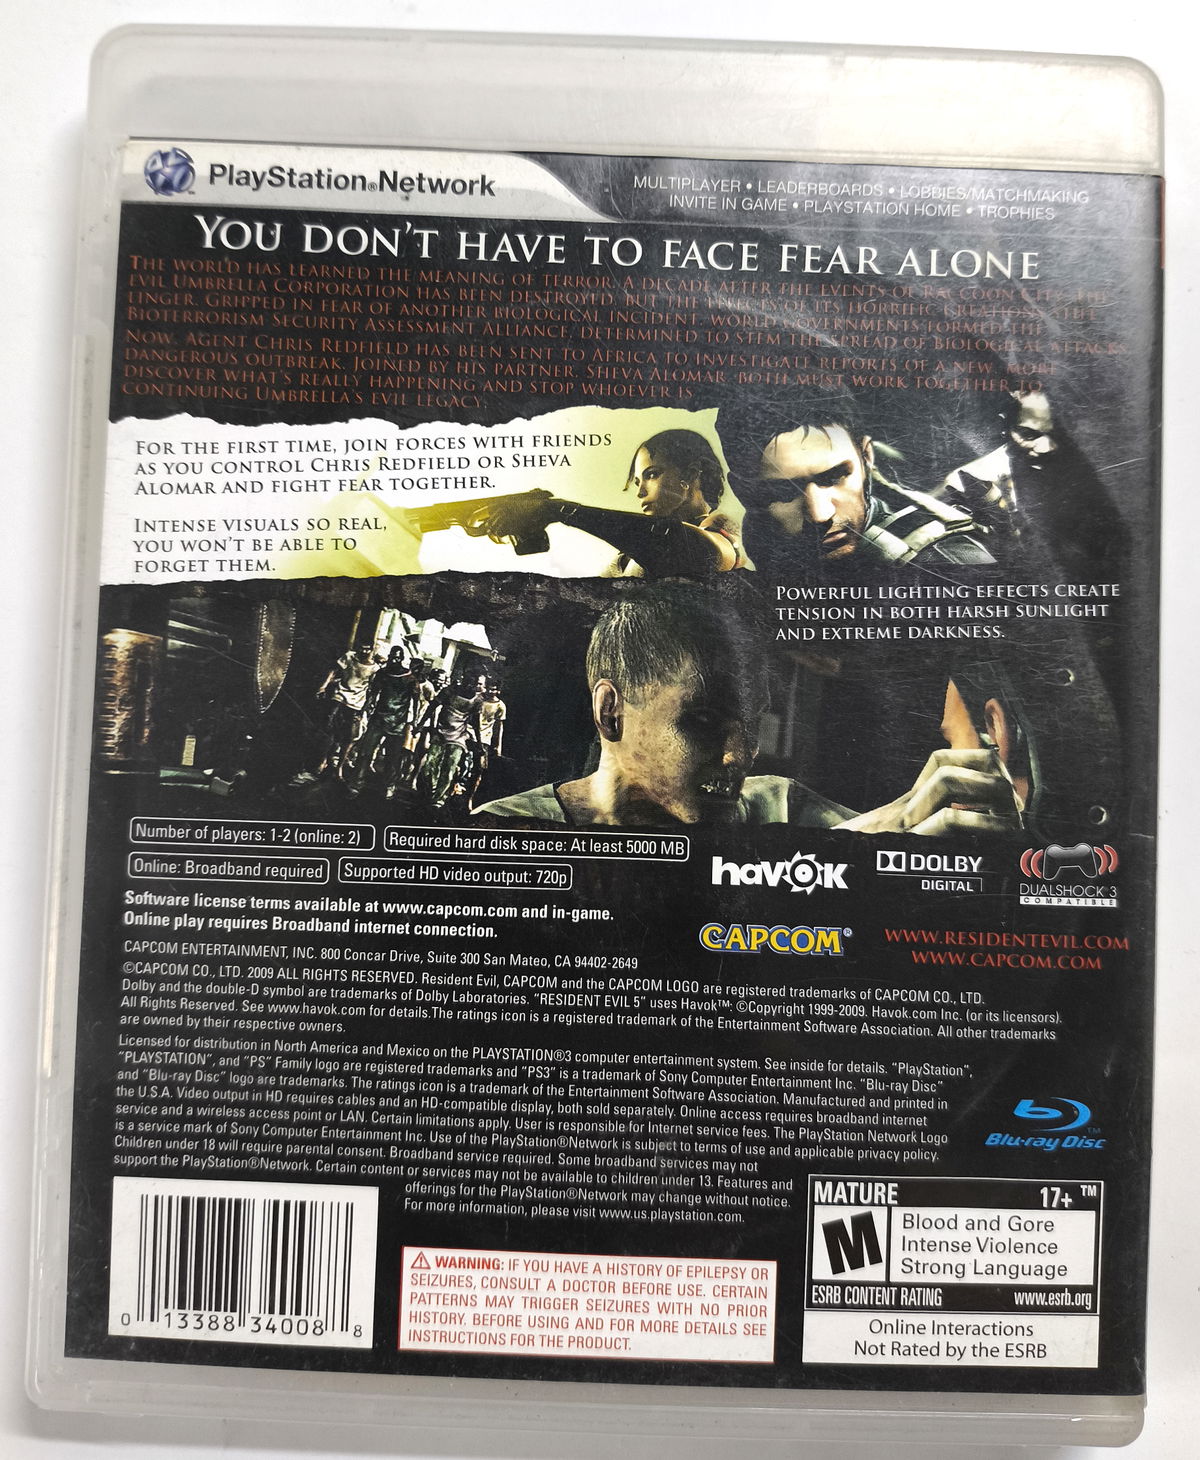 PlayStation®Network
MULTIPLAYER • LEADERBOARDS • LOBBIES/MATCHMAKING
INVITE IN GAME • PLAYSTATION HOME • TROPHIES
YOU DON'T HAVE TO FACE FEAR ALONE
THE WORLD HAS LEARNED THE MEANING OF TERROR. A DECADE AFTER THE EVENTS OF RACCOON CITY, THE
EVIL UMBRELLA CORPORATION HAS BEEN DESTROYED, BUT THE EFFECTS OF ITS HORRIFIC CREATIONS STILL
LINGER. GRIPPED IN FEAR OF ANOTHER BIOLOGICAL INCIDENT, WORLD GOVERNMENTS FORMED THE
BIOTERRORISM SECURITY ASSESSMENT ALLIANCE, DETERMINED TO STEM THE SPREAD OF BIOLOGICAL ATTACKS.
NOW, AGENT CHRIS REDFIELD HAS BEEN SENT TO AFRICA TO INVESTIGATE REPORTS OF A NEW, MORE
DANGEROUS OUTBREAK. JOINED BY HIS PARTNER, SHEVA ALOMAR, BOTH MUST WORK TOGETHER TO
DISCOVER WHAT'S REALLY HAPPENING AND STOP WHOEVER IS
CONTINUING UMBRELLA'S EVIL LEGACY.
FOR THE FIRST TIME, JOIN FORCES WITH FRIENDS
AS YOU CONTROL CHRIS REDFIELD OR SHEVA
ALOMAR AND FIGHT FEAR TOGETHER.
INTENSE VISUALS SO REAL,
YOU WON'T BE ABLE TO
FORGET THEM.
POWERFUL LIGHTING EFFECTS CREATE
TENSION IN BOTH HARSH SUNLIGHT
AND EXTREME DARKNESS.
Number of players: 1-2 (online: 2)
Required hard disk space: At least 5000 MB
Online: Broadband required
Supported HD video output: 720p
havok
DOLBY
DIGITAL
DUALSHOCK 3
COMPATIBLE
Software license terms available at www.capcom.com and in-game.
Online play requires Broadband internet connection.
CAPCOM®
WWW.RESIDENTEVIL.COM
WWW.CAPCOM.COM
CAPCOM ENTERTAINMENT, INC. 800 Concar Drive, Suite 300 San Mateo, CA 94402-2649
©CAPCOM CO., LTD. 2009 ALL RIGHTS RESERVED. Resident Evil, CAPCOM and the CAPCOM LOGO are registered trademarks of CAPCOM CO., LTD.
Dolby and the double-D symbol are trademarks of Dolby Laboratories. "RESIDENT EVIL 5" uses Havok™: ©Copyright 1999-2009. Havok.com Inc. (or its licensors).
All Rights Reserved. See www.havok.com for details.The ratings icon is a registered trademark of the Entertainment Software Association. All other trademarks
are owned by their respective owners.
Licensed for distribution in North America and Mexico on the PLAYSTATION®3 computer entertainment system. See inside for details. "PlayStation",
"PLAYSTATION", and "PS" Family logo are registered trademarks and "PS3" is a trademark of Sony Computer Entertainment Inc. "Blu-ray Disc"
and "Blu-ray Disc" logo are trademarks. The ratings icon is a trademark of the Entertainment Software Association. Manufactured and printed in
the U.S.A. Video output in HD requires cables and an HD-compatible display, both sold separately. Online access requires broadband internet
service and a wireless access point or LAN. Certain limitations apply. User is responsible for Internet service fees. The PlayStation Network Logo
is a service mark of Sony Computer Entertainment Inc. Use of the PlayStation®Network is subject to terms of use and applicable privacy policy.
Children under 18 will require parental consent. Broadband service required. Some broadband services may not
support the PlayStation®Network. Certain content or services may not be available to children under 13. Features and
offerings for the PlayStation®Network may change without notice.
For more information, please visit www.us.playstation.com.
Blu-ray Disc™
0 13388 34008 8
WARNING: IF YOU HAVE A HISTORY OF EPILEPSY OR
SEIZURES, CONSULT A DOCTOR BEFORE USE. CERTAIN
PATTERNS MAY TRIGGER SEIZURES WITH NO PRIOR
HISTORY. BEFORE USING AND FOR MORE DETAILS SEE
INSTRUCTIONS FOR THE PRODUCT.
MATURE 17+ ™
M
Blood and Gore
Intense Violence
Strong Language
ESRB CONTENT RATING www.esrb.org
Online Interactions
Not Rated by the ESRB